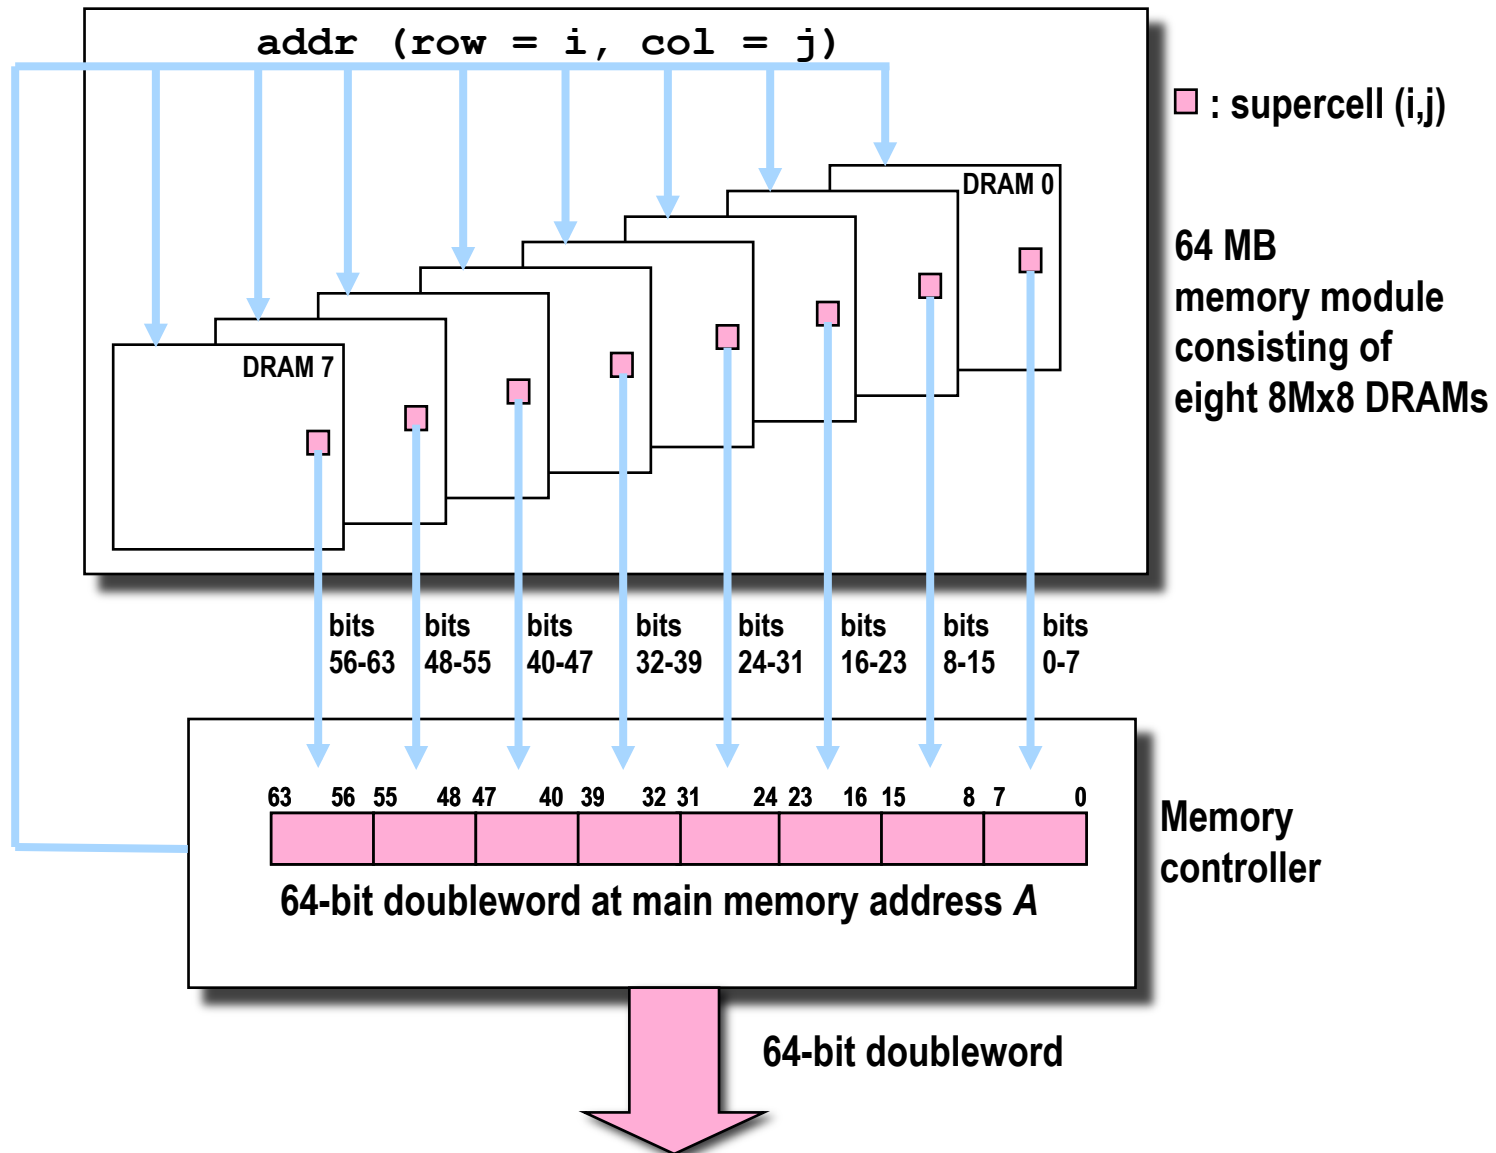 addr (row = i, col = j)
: supercell (i,j)
DRAM 0
64 MB
memory module
consisting of
eight 8Mx8 DRAMs
DRAM 7
bits
56-63
bits
48-55
bits
40-47
bits
32-39
bits
24-31
bits
16-23
bits
8-15
bits
0-7
63 56 55 48 47 40 39 32 31 24 23 16 15 8 7 0
Memory
controller
64-bit doubleword at main memory address A
64-bit doubleword